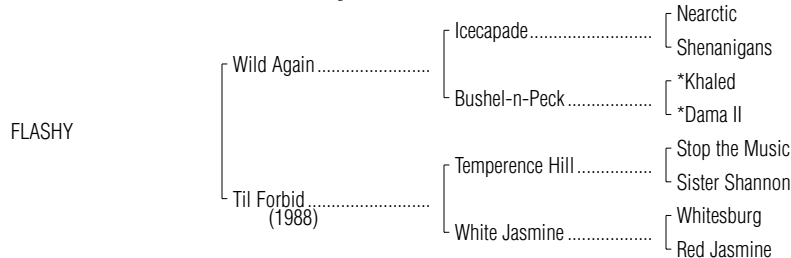 Nearctic
Icecapade..........................
Shenanigans
Wild Again........................
*Khaled
Bushel-n-Peck..................
*Dama II
FLASHY
Stop the Music
Temperence Hill................
Sister Shannon
Til Forbid..........................
(1988)
Whitesburg
White Jasmine..................
Red Jasmine